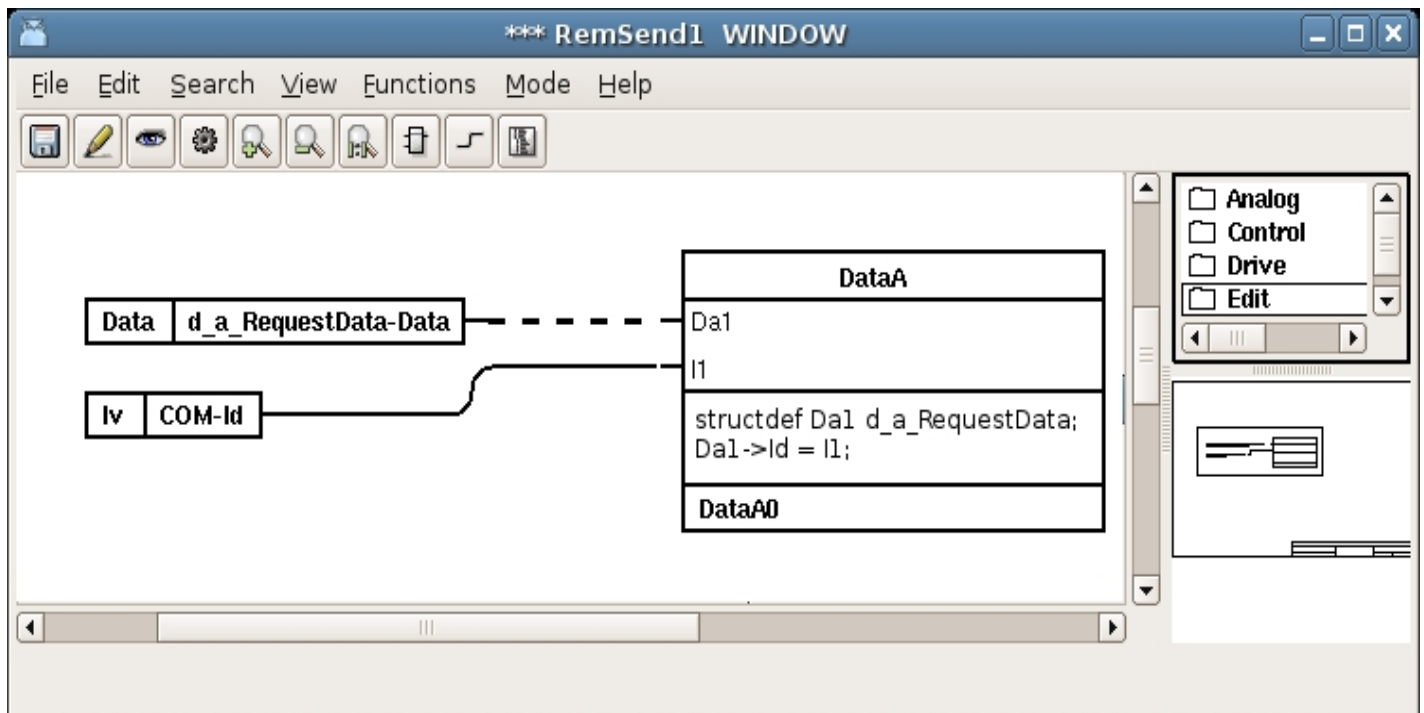 *** RemSend1 WINDOW
File Edit Search View Functions Mode Help
Analog
Control
Drive
Edit
DataA
Data d_a_RequestData-Data
Da1
Iv COM-Id
I1
structdef Da1 d_a_RequestData;
Da1->Id = I1;
DataA0